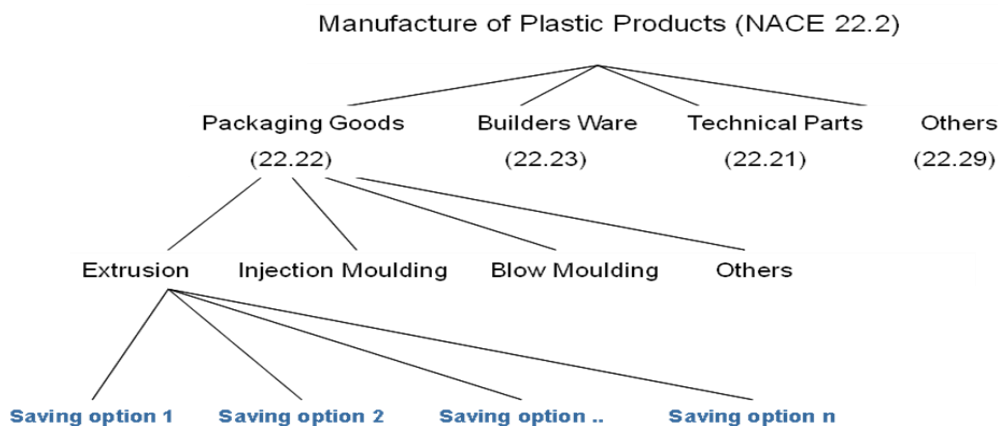 Manufacture of Plastic Products (NACE 22.2)
Packaging Goods Builders Ware Technical Parts Others
(22.22) (22.23) (22.21) (22.29)
Extrusion Injection Moulding Blow Moulding Others
Saving option 1 Saving option 2 Saving option .. Saving option n